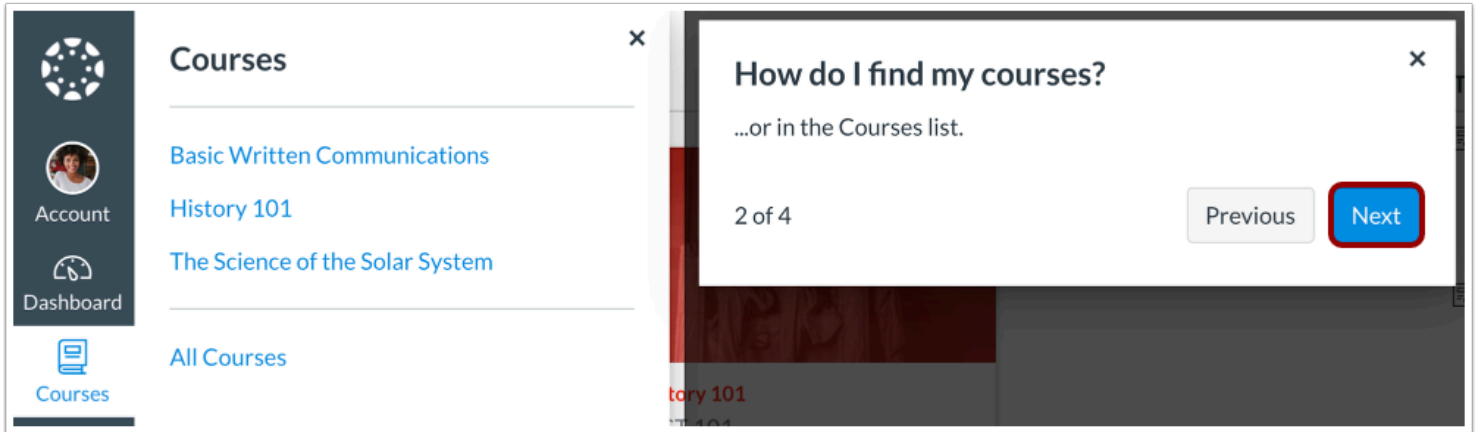 Account
Dashboard
Courses
Courses
Basic Written Communications
History 101
The Science of the Solar System
All Courses
How do I find my courses?
...or in the Courses list.
2 of 4
Previous
Next
tory 101